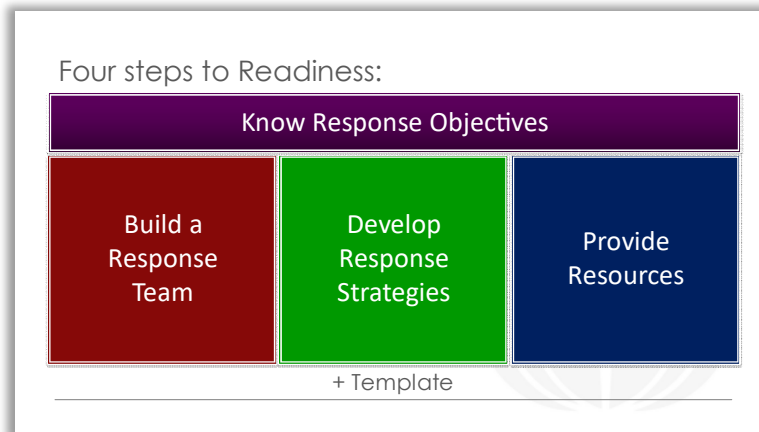 Four steps to Readiness:
Know Response Objectives
Build a
Response
Team
Develop
Response
Strategies
Provide
Resources
+ Template